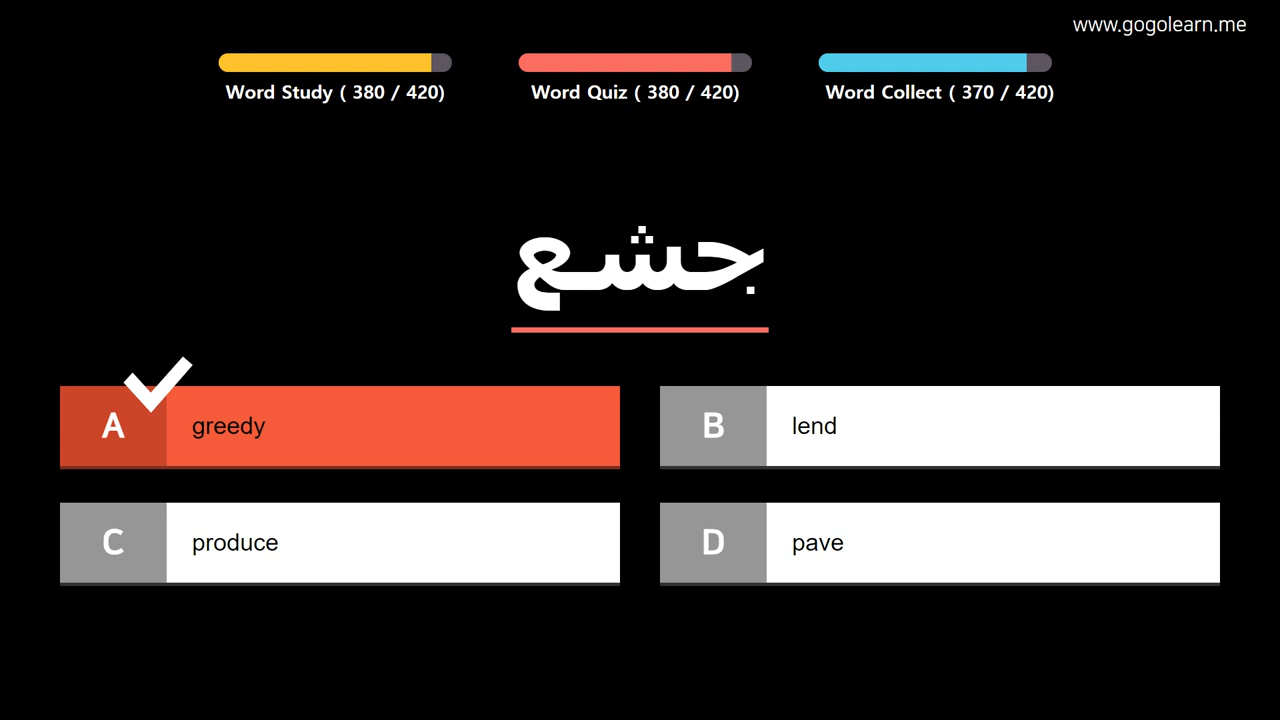 www.gogolearn.me
Word Study ( 380 / 420)
Word Quiz ( 380 / 420)
Word Collect ( 370 / 420)
جشع
A greedy
B lend
C produce
D pave